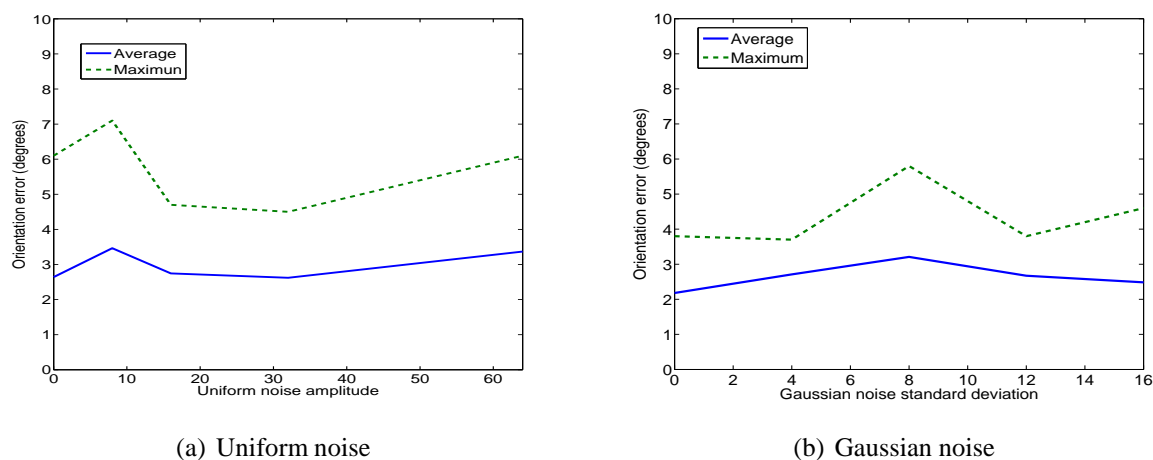 10
9
8
7
6
5
4
3
2
1
0
Orientation error (degrees)
Average
Maximun
0 10 20 30 40 50 60
Uniform noise amplitude
(a) Uniform noise
10
9
8
7
6
5
4
3
2
1
0
Orientation error (degrees)
Average
Maximum
0 2 4 6 8 10 12 14 16
Gaussian noise standard deviation
(b) Gaussian noise